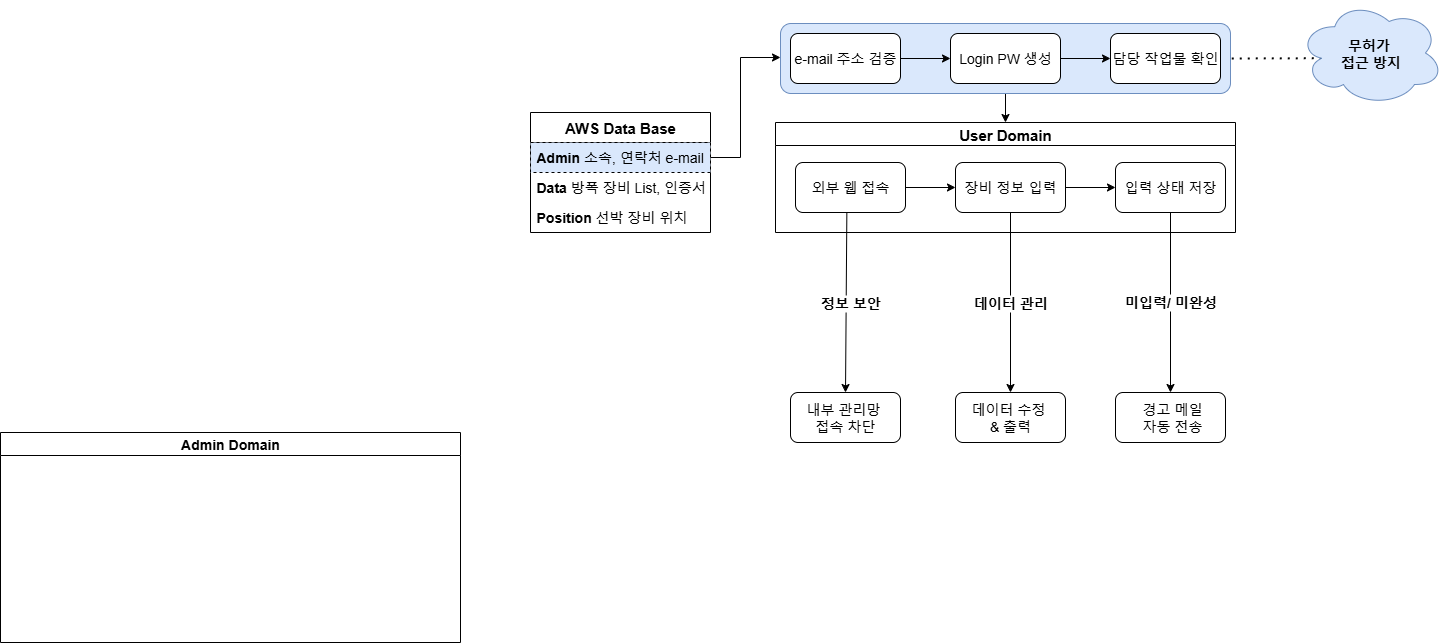 e-mail 주소 검증
Login PW 생성
담당 작업물 확인
무허가
접근 방지
AWS Data Base
Admin 소속, 연락처 e-mail
Data 방폭 장비 List, 인증서
Position 선박 장비 위치
User Domain
외부 웹 접속
장비 정보 입력
입력 상태 저장
정보 보안
데이터 관리
미입력/ 미완성
내부 관리망
접속 차단
데이터 수정
& 출력
경고 메일
자동 전송
Admin Domain